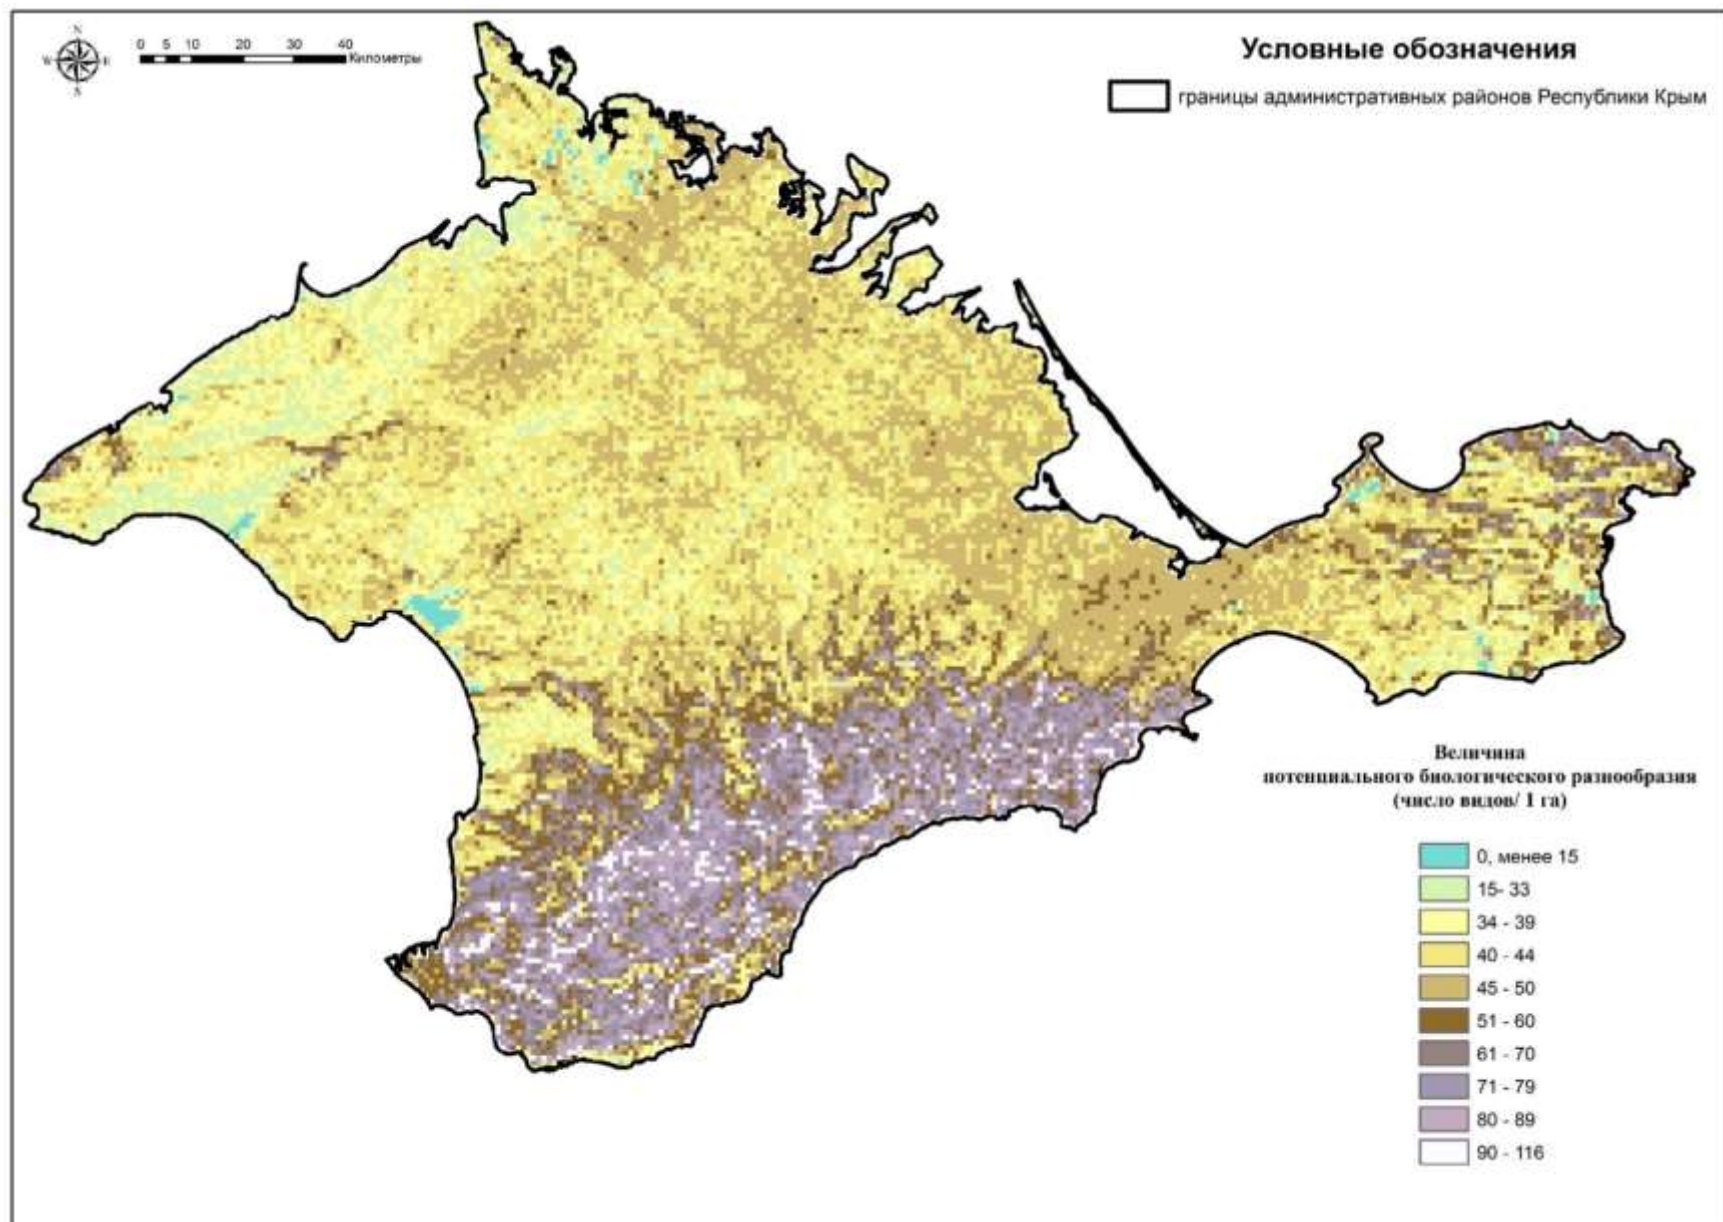 N
W E
S
0 5 10 20 30 40
Километры
Условные обозначения
границы административных районов Республики Крым
Величина
потенциального биологического разнообразия
(число видов/ 1 га)
0, менее 15
15- 33
34 - 39
40 - 44
45 - 50
51 - 60
61 - 70
71 - 79
80 - 89
90 - 116